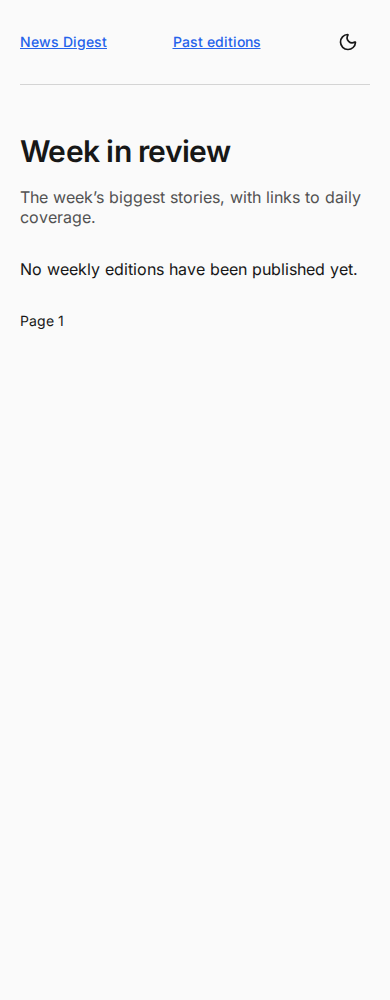 News Digest
Past editions
Week in review
The week’s biggest stories, with links to daily
coverage.
No weekly editions have been published yet.
Page 1